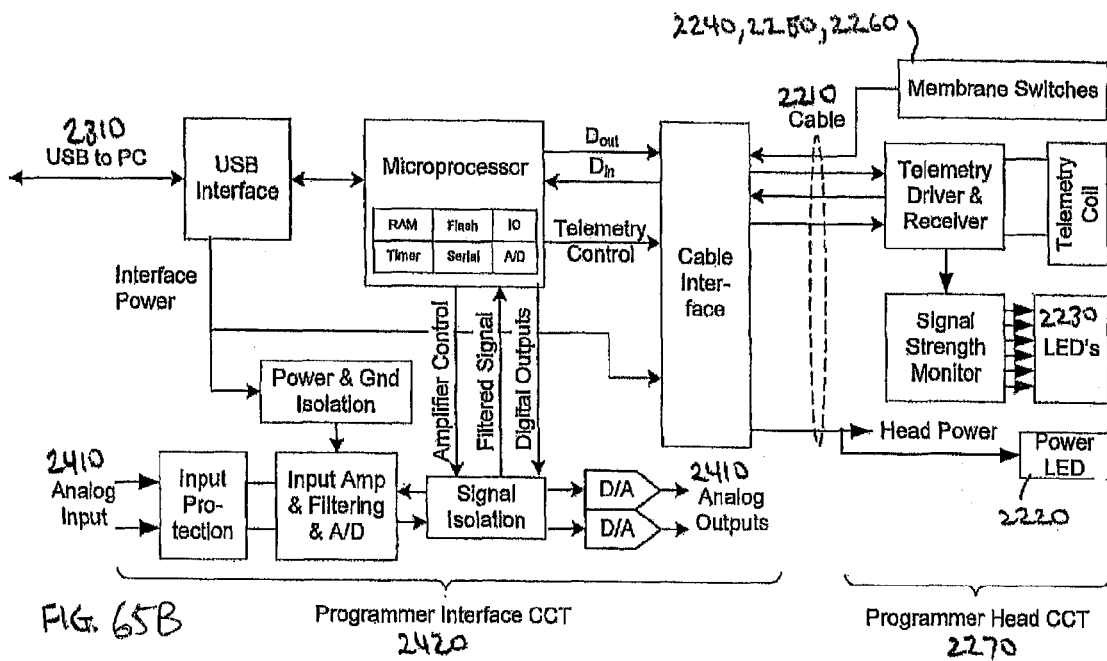 2240, 2250, 2260
Membrane Switches
2210
Cable
2310
USB to PC
USB
Interface
Microprocessor
RAM Flash IO
Timer Serial A/D
Dout
Din
Telemetry
Control
Cable
Inter-
face
Telemetry
Driver &
Receiver
Telemetry
Coil
Interface
Power
Signal
Strength
Monitor
2230
LED's
Power & Gnd
Isolation
Amplifier Control
Filtered Signal
Digital Outputs
Head Power
Power
LED
2220
2410
Analog
Input
Input
Pro-
tection
Input Amp
& Filtering
& A/D
Signal
Isolation
D/A
D/A
2410
Analog
Outputs
FIG. 65B
Programmer Interface CCT
2420
Programmer Head CCT
2270